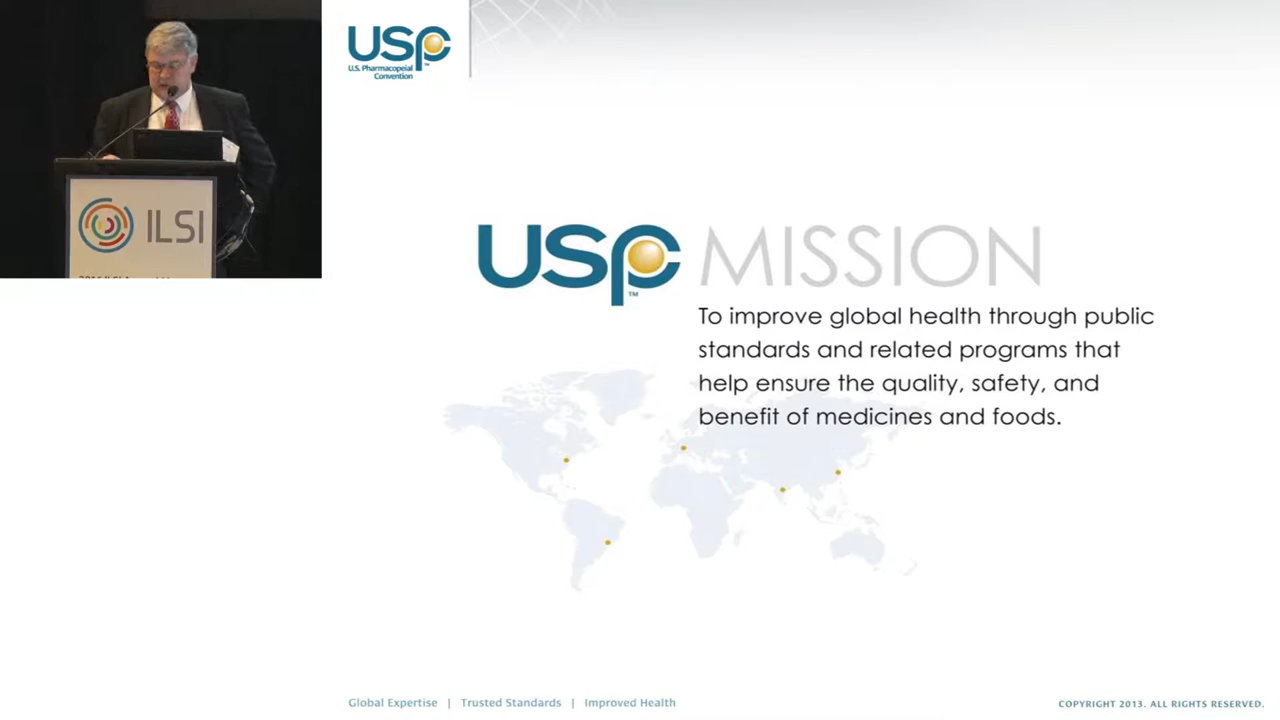 USP
™
U.S. Pharmacopeial
Convention
ILSI
USP MISSION
™
To improve global health through public
standards and related programs that
help ensure the quality, safety, and
benefit of medicines and foods.
Global Expertise | Trusted Standards | Improved Health
COPYRIGHT 2013. ALL RIGHTS RESERVED.